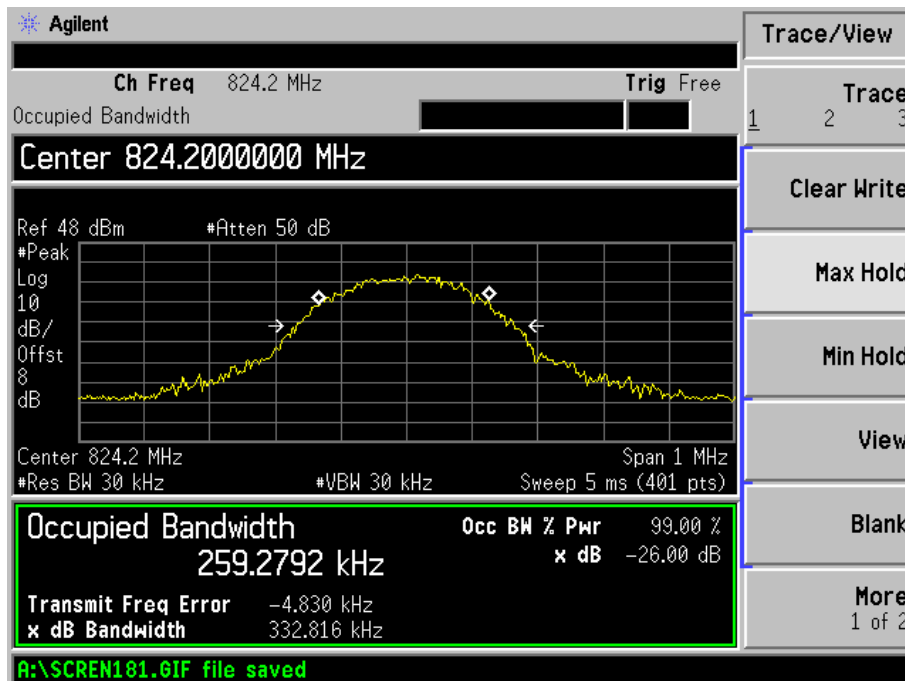 Agilent
Trace/View
Ch Freq 824.2 MHz
Trig Free
Occupied Bandwidth
Trace
1 2 3
Center 824.2000000 MHz
Clear Write
Ref 48 dBm
#Atten 50 dB
#Peak
Log
10
dB/
Offst
8
dB
Max Hold
Min Hold
Center 824.2 MHz
Span 1 MHz
#Res BW 30 kHz
#VBW 30 kHz
Sweep 5 ms (401 pts)
View
Occupied Bandwidth
259.2792 kHz
Occ BW % Pwr 99.00 %
x dB -26.00 dB
Blank
Transmit Freq Error -4.830 kHz
x dB Bandwidth 332.816 kHz
More
1 of 2
A:\SCREN181.GIF file saved